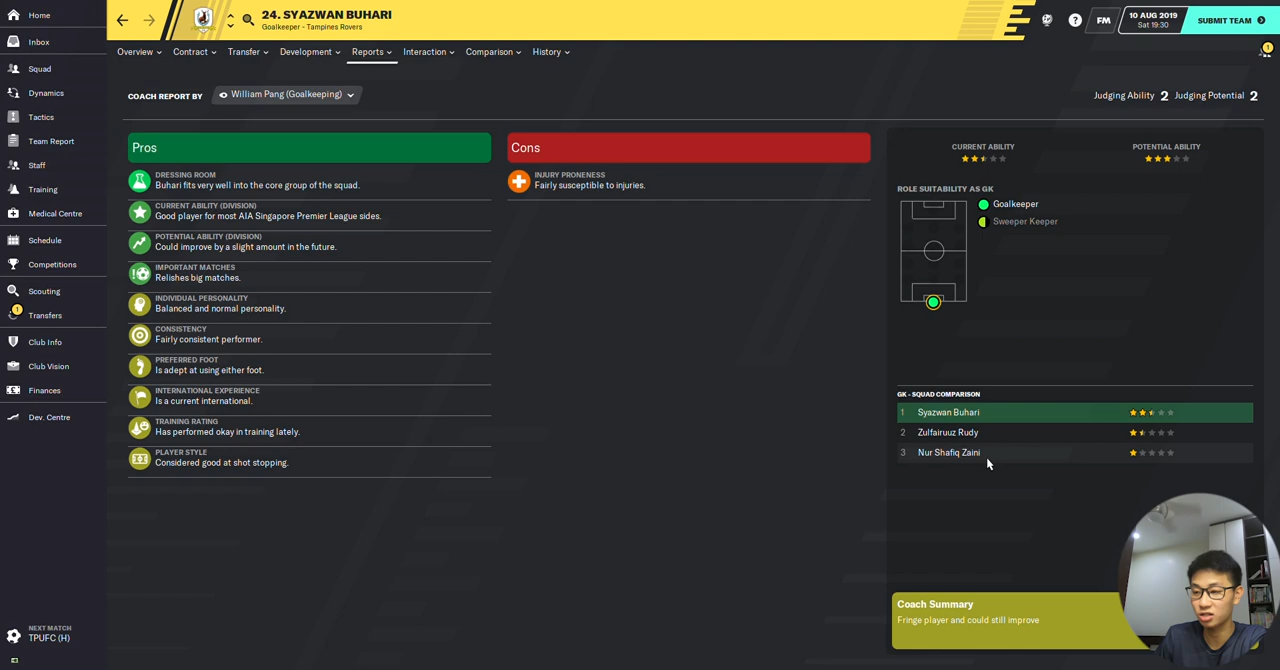 Home
Inbox
Squad
Dynamics
Tactics
Team Report
Staff
Training
Medical Centre
Schedule
Competitions
Scouting
1
Transfers
Club Info
Club Vision
Finances
Dev. Centre
NEXT MATCH
TPUFC (H)
24. SYAZWAN BUHARI
Goalkeeper - Tampines Rovers
?
FM
10 AUG 2019
Sat 19:30
SUBMIT TEAM
Overview
Contract
Transfer
Development
Reports
Interaction
Comparison
History
1
COACH REPORT BY
William Pang (Goalkeeping)
Judging Ability 2 Judging Potential 2
Pros
DRESSING ROOM
Buhari fits very well into the core group of the squad.
CURRENT ABILITY (DIVISION)
Good player for most AIA Singapore Premier League sides.
POTENTIAL ABILITY (DIVISION)
Could improve by a slight amount in the future.
IMPORTANT MATCHES
Relishes big matches.
INDIVIDUAL PERSONALITY
Balanced and normal personality.
CONSISTENCY
Fairly consistent performer.
PREFERRED FOOT
Is adept at using either foot.
INTERNATIONAL EXPERIENCE
Is a current international.
TRAINING RATING
Has performed okay in training lately.
PLAYER STYLE
Considered good at shot stopping.
Cons
INJURY PRONENESS
Fairly susceptible to injuries.
CURRENT ABILITY
POTENTIAL ABILITY
ROLE SUITABILITY AS GK
Goalkeeper
Sweeper Keeper
GK - SQUAD COMPARISON
1 Syazwan Buhari
2 Zulfairuuz Rudy
3 Nur Shafiq Zaini
Coach Summary
Fringe player and could still improve